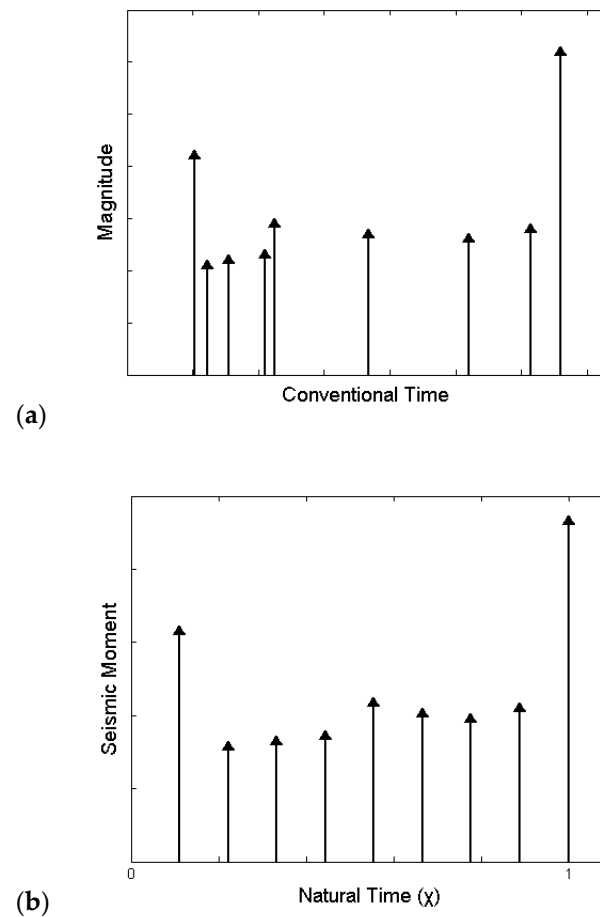 Magnitude
Conventional Time
(a)
Seismic Moment
0 1
Natural Time (χ)
(b)